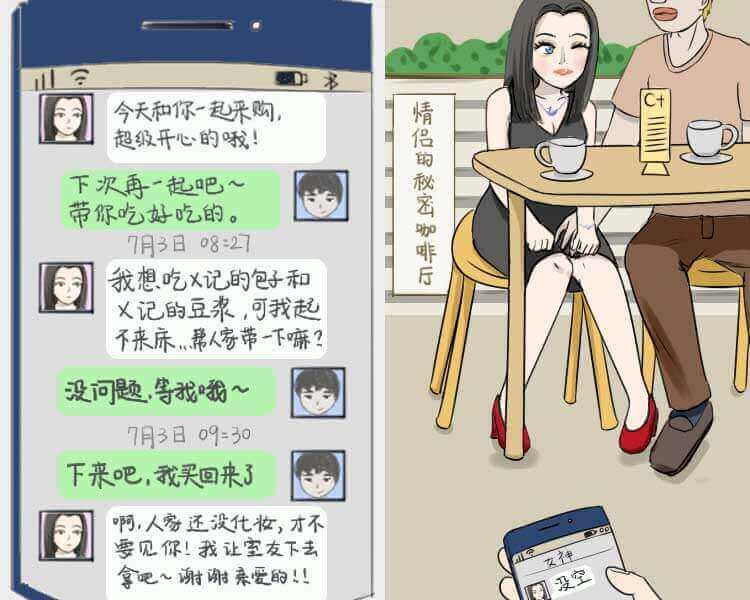 今天和你一起采购,
超级开心的哦!
下次再一起吧~
带你吃好吃的。
7月3日 08:27
我想吃X记的包子和
X记的豆浆,可我起
不来床...帮人家带一下嘛?
没问题,等我哦~
7月3日 09:30
下来吧,我买回来了
啊,人家还没化妆,才不
要见你!我让室友下去
拿吧~谢谢亲爱的!!
情侣的秘密咖啡厅
C+
女神
没空